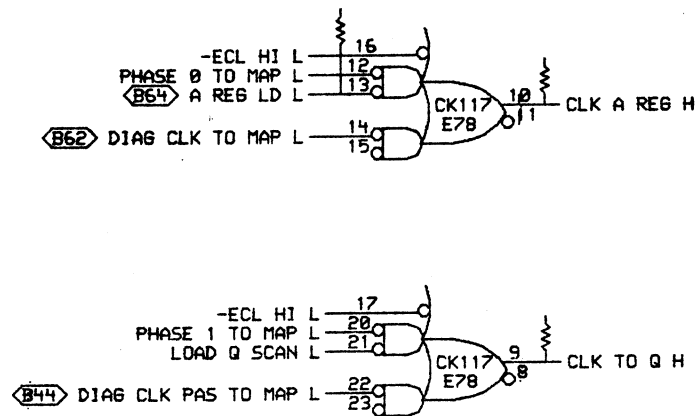 -ECL HI L 16
PHASE 0 TO MAP L 12
B64 A REG LD L 13
CK117 10 CLK A REG H
E78 11
B62 DIAG CLK TO MAP L 14
15
-ECL HI L 17
PHASE 1 TO MAP L 20
LOAD Q SCAN L 21
CK117 9 CLK TO Q H
E78 8
B44 DIAG CLK PAS TO MAP L 22
23